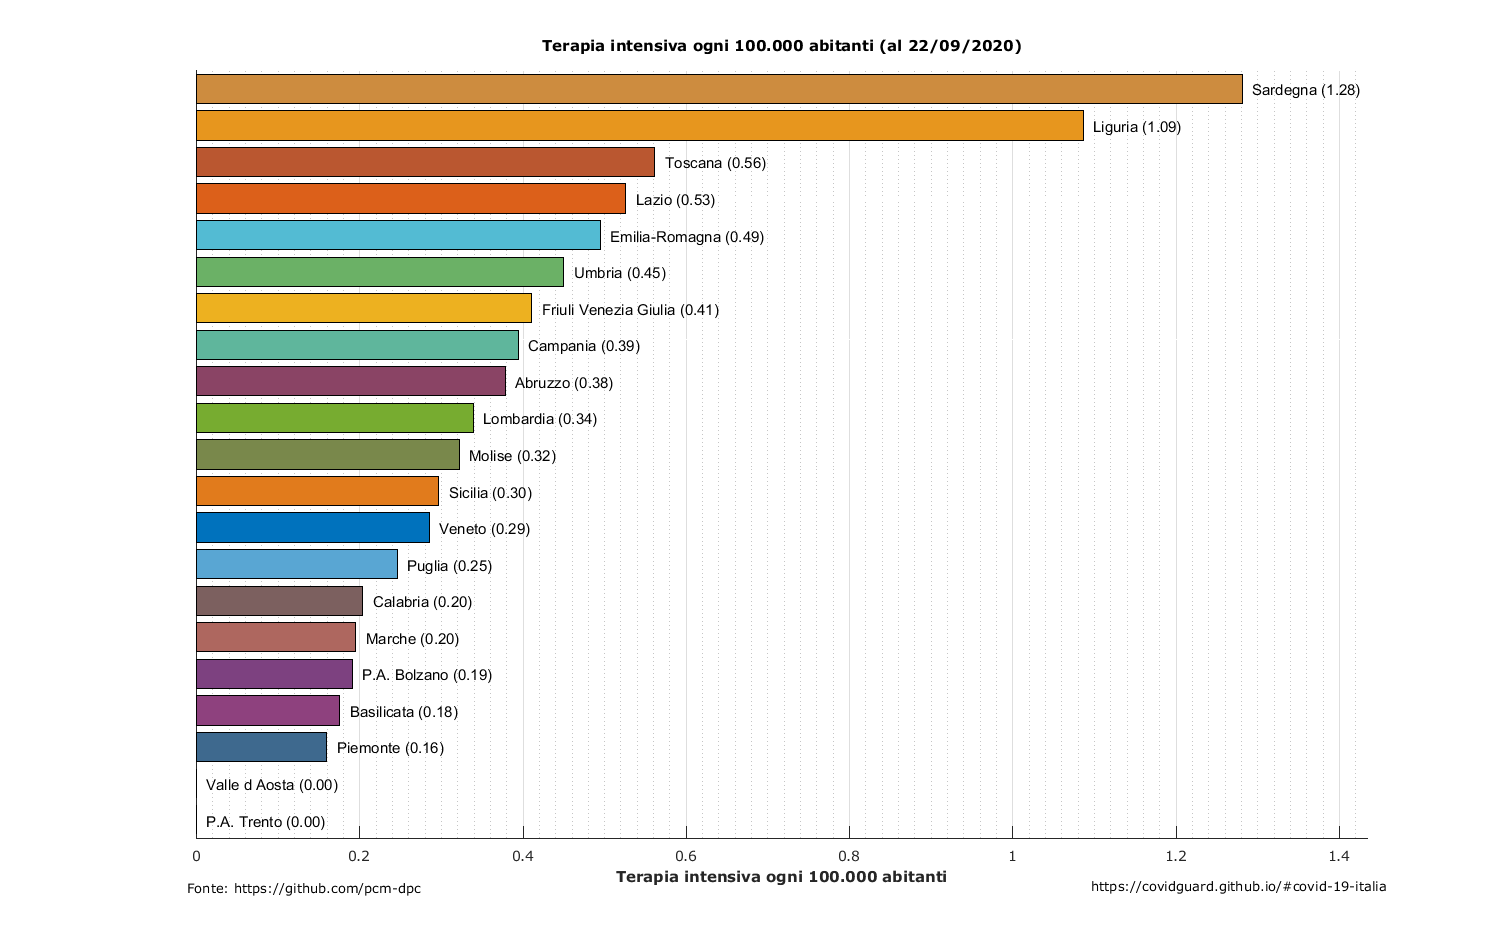 Terapia intensiva ogni 100.000 abitanti (al 22/09/2020)
Sardegna (1.28)
Liguria (1.09)
Toscana (0.56)
Lazio (0.53)
Emilia-Romagna (0.49)
Umbria (0.45)
Friuli Venezia Giulia (0.41)
Campania (0.39)
Abruzzo (0.38)
Lombardia (0.34)
Molise (0.32)
Sicilia (0.30)
Veneto (0.29)
Puglia (0.25)
Calabria (0.20)
Marche (0.20)
P.A. Bolzano (0.19)
Basilicata (0.18)
Piemonte (0.16)
Valle d Aosta (0.00)
P.A. Trento (0.00)
0 0.2 0.4 0.6 0.8 1 1.2 1.4
Terapia intensiva ogni 100.000 abitanti
Fonte: https://github.com/pcm-dpc
https://covidguard.github.io/#covid-19-italia